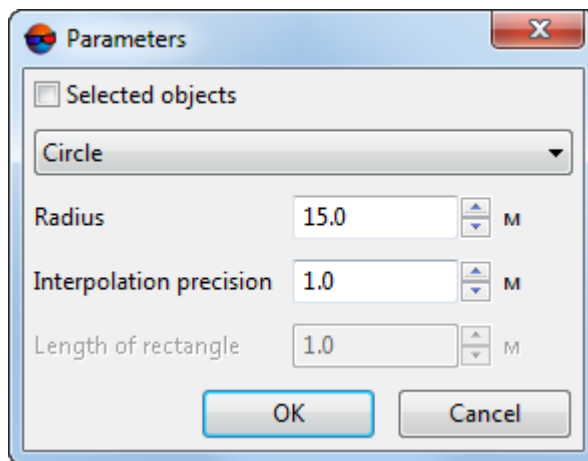 Parameters
Selected objects
Circle
Radius 15.0 м
Interpolation precision 1.0 м
Length of rectangle 1.0 м
OK Cancel